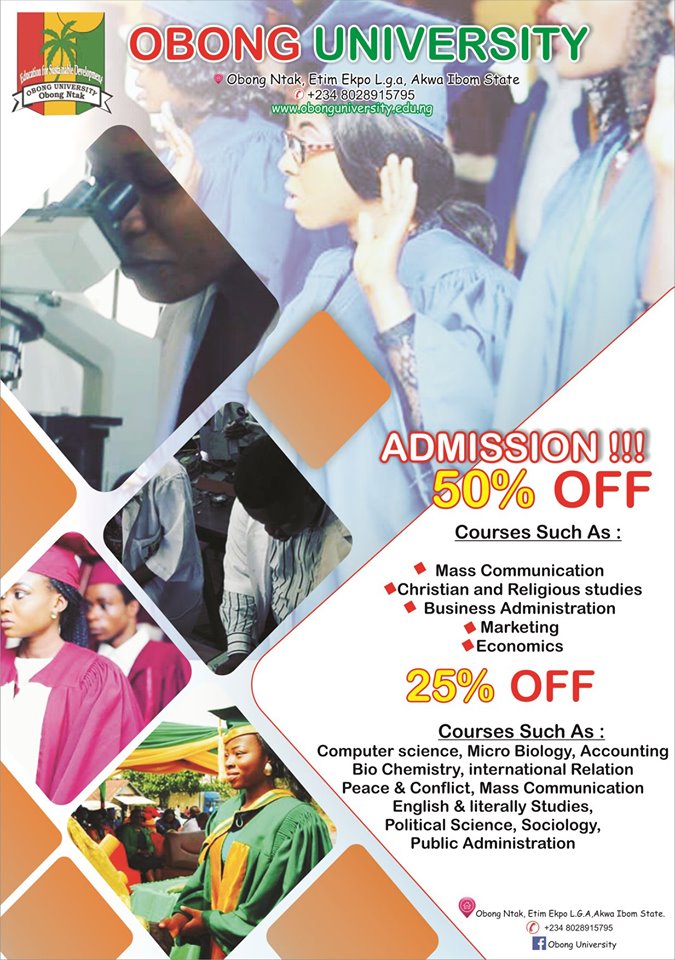 Education for Sustainable Development
OBONG UNIVERSITY
Obong Ntak
OBONG UNIVERSITY
Obong Ntak, Etim Ekpo L.g.a, Akwa Ibom State
+234 8028915795
www.obonguniversity.edu.ng
ADMISSION !!!
50% OFF
Courses Such As :
Mass Communication
Christian and Religious studies
Business Administration
Marketing
Economics
25% OFF
Courses Such As :
Computer science, Micro Biology, Accounting
Bio Chemistry, international Relation
Peace & Conflict, Mass Communication
English & literally Studies,
Political Science, Sociology,
Public Administration
Obong Ntak, Etim Ekpo L.G.A,Akwa Ibom State.
+234 8028915795
Obong University